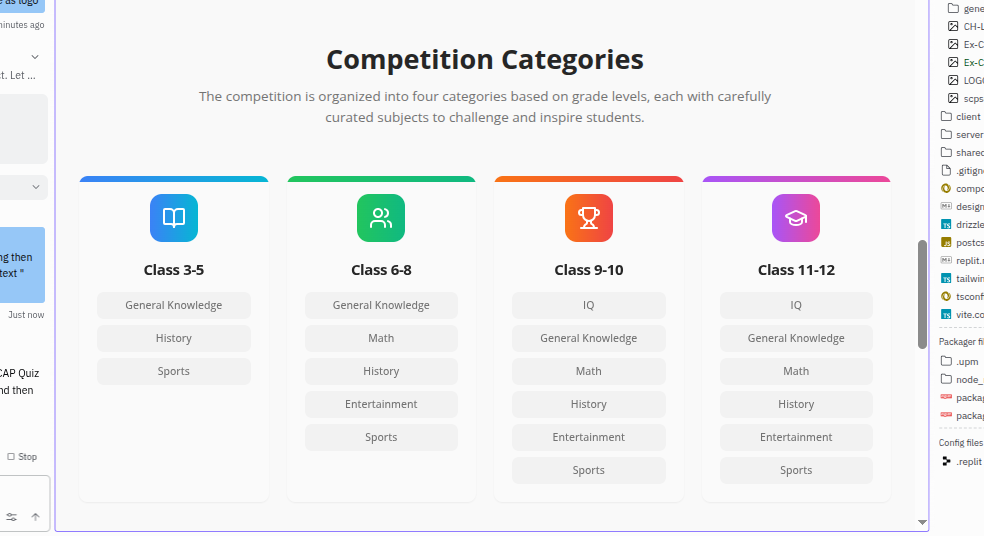 e as logo
minutes ago
ct. Let ...
ng then
text "
Just now
CAP Quiz
nd then
Stop
Competition Categories
The competition is organized into four categories based on grade levels, each with carefully
curated subjects to challenge and inspire students.
Class 3-5
General Knowledge
History
Sports
Class 6-8
General Knowledge
Math
History
Entertainment
Sports
Class 9-10
IQ
General Knowledge
Math
History
Entertainment
Sports
Class 11-12
IQ
General Knowledge
Math
History
Entertainment
Sports
gene
CH-L
Ex-C
Ex-C
LOGO
scps
client
server
shared
.gitign
compo
design
drizzle
postcs
replit.
tailwin
tsconf
vite.co
Packager fil
.upm
node_
packag
packag
Config files
.replit